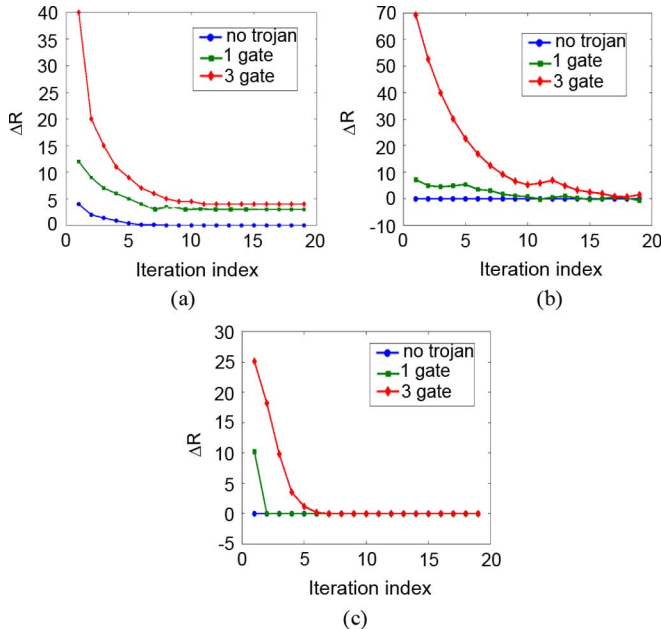 40
35
30
25
20
15
10
5
0
ΔR
no trojan
1 gate
3 gate
0 5 10 15 20
Iteration index
(a)
70
60
50
40
30
20
10
0
-10
ΔR
no trojan
1 gate
3 gate
0 5 10 15 20
Iteration index
(b)
30
25
20
15
10
5
0
-5
ΔR
no trojan
1 gate
3 gate
0 5 10 15 20
Iteration index
(c)